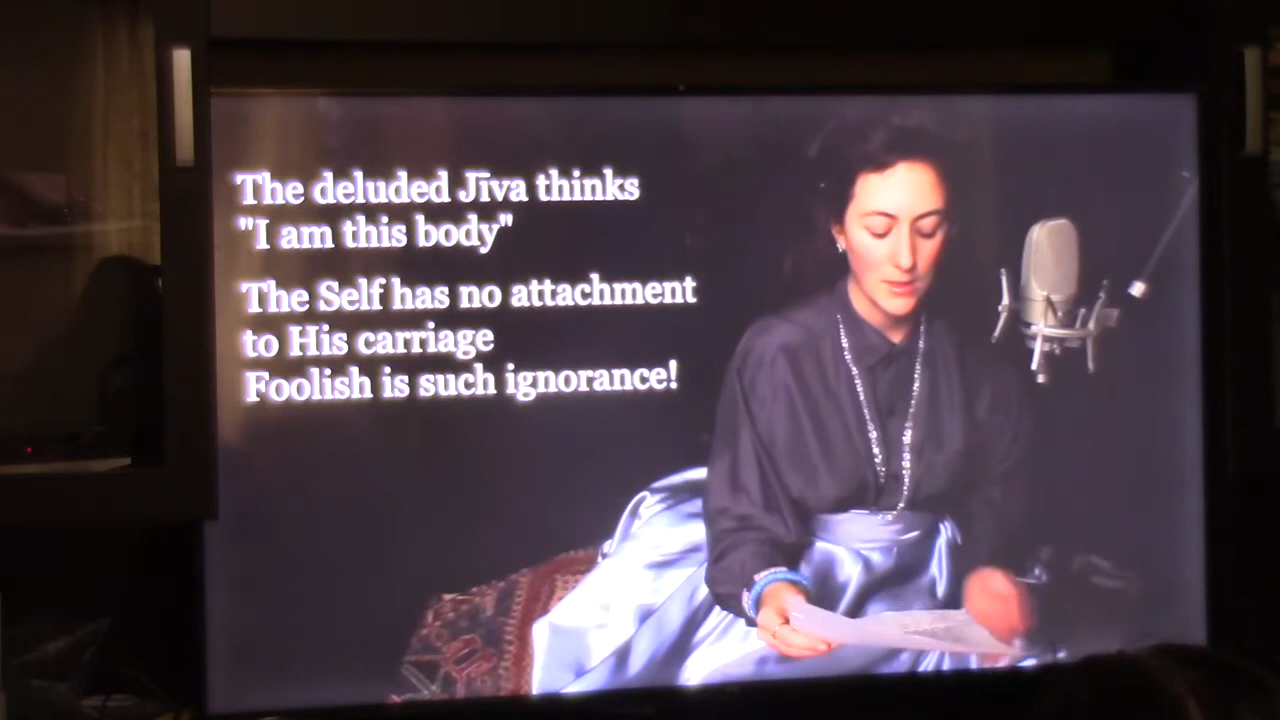 The deluded Jīva thinks
"I am this body"
The Self has no attachment
to His carriage
Foolish is such ignorance!